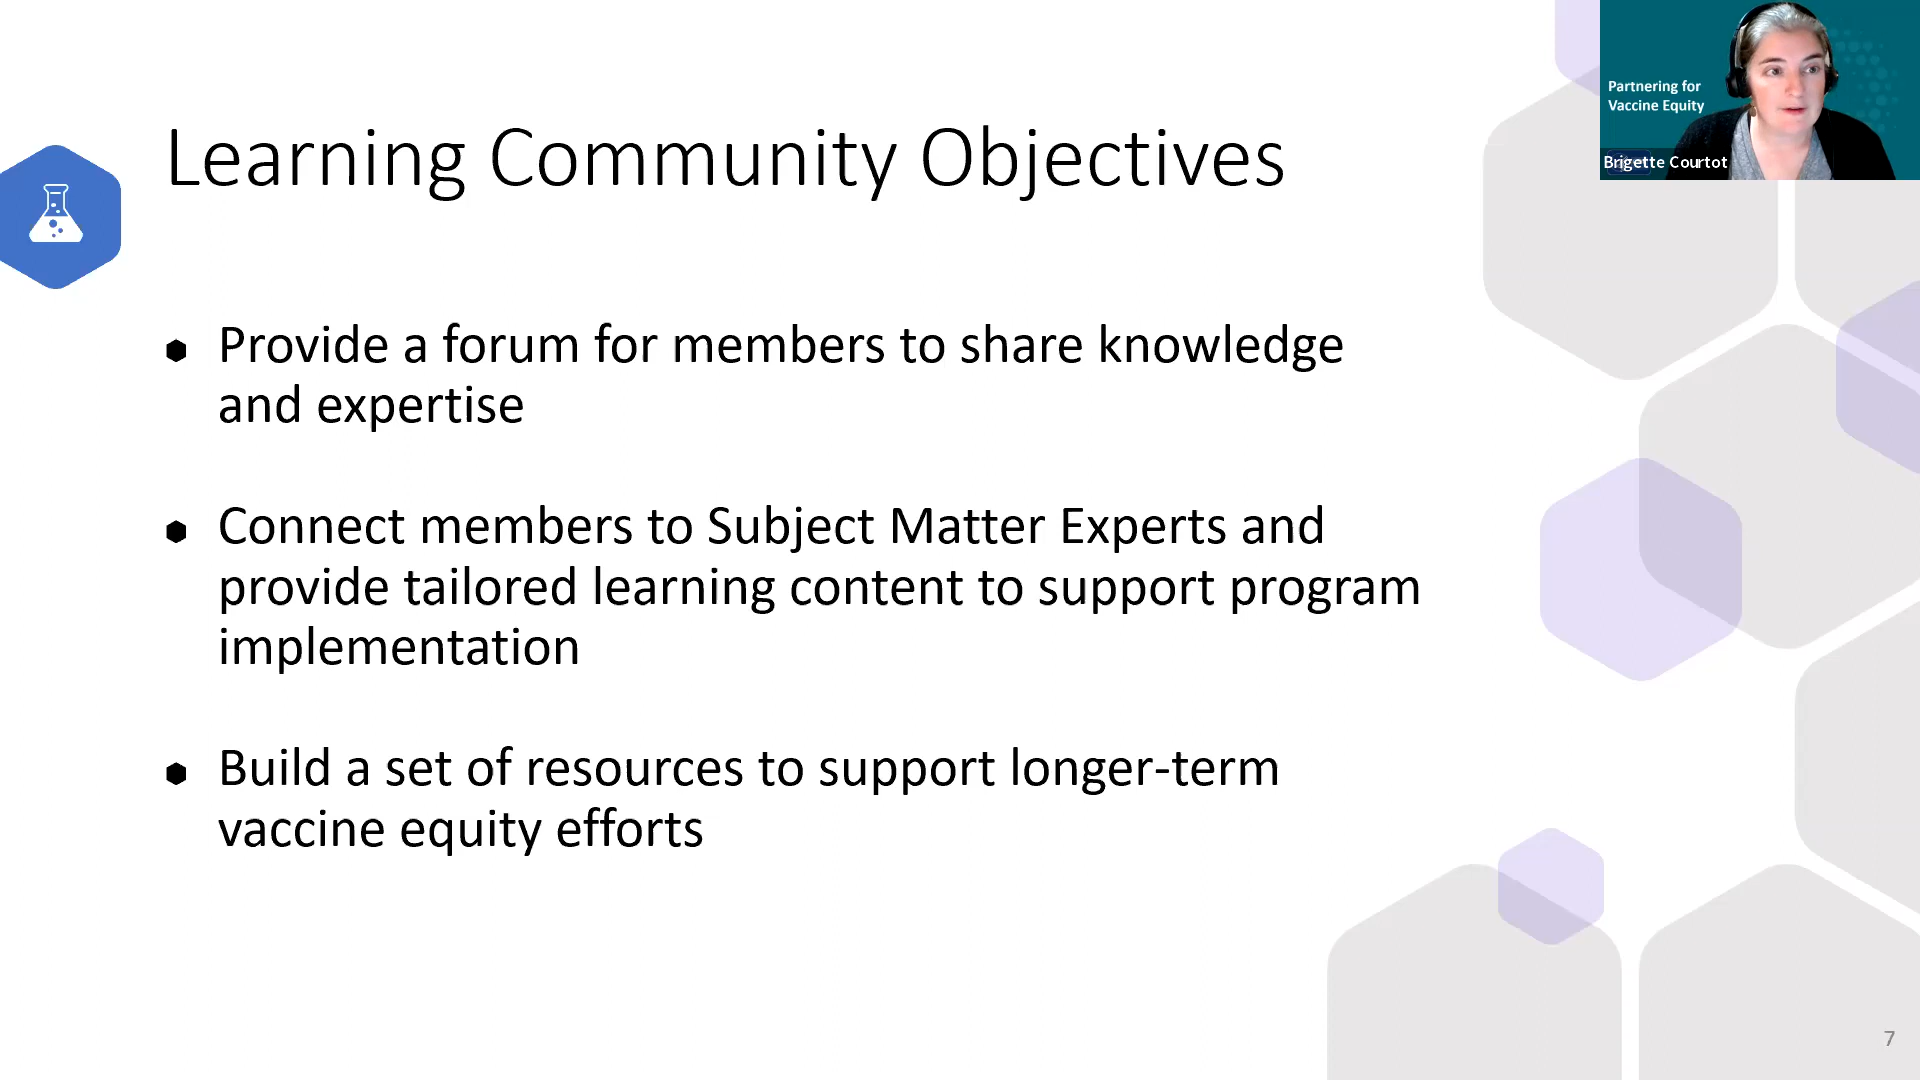 Learning Community Objectives
Provide a forum for members to share knowledge
and expertise
Connect members to Subject Matter Experts and
provide tailored learning content to support program
implementation
Build a set of resources to support longer-term
vaccine equity efforts
Partnering for
Vaccine Equity
Brigette Courtot
7